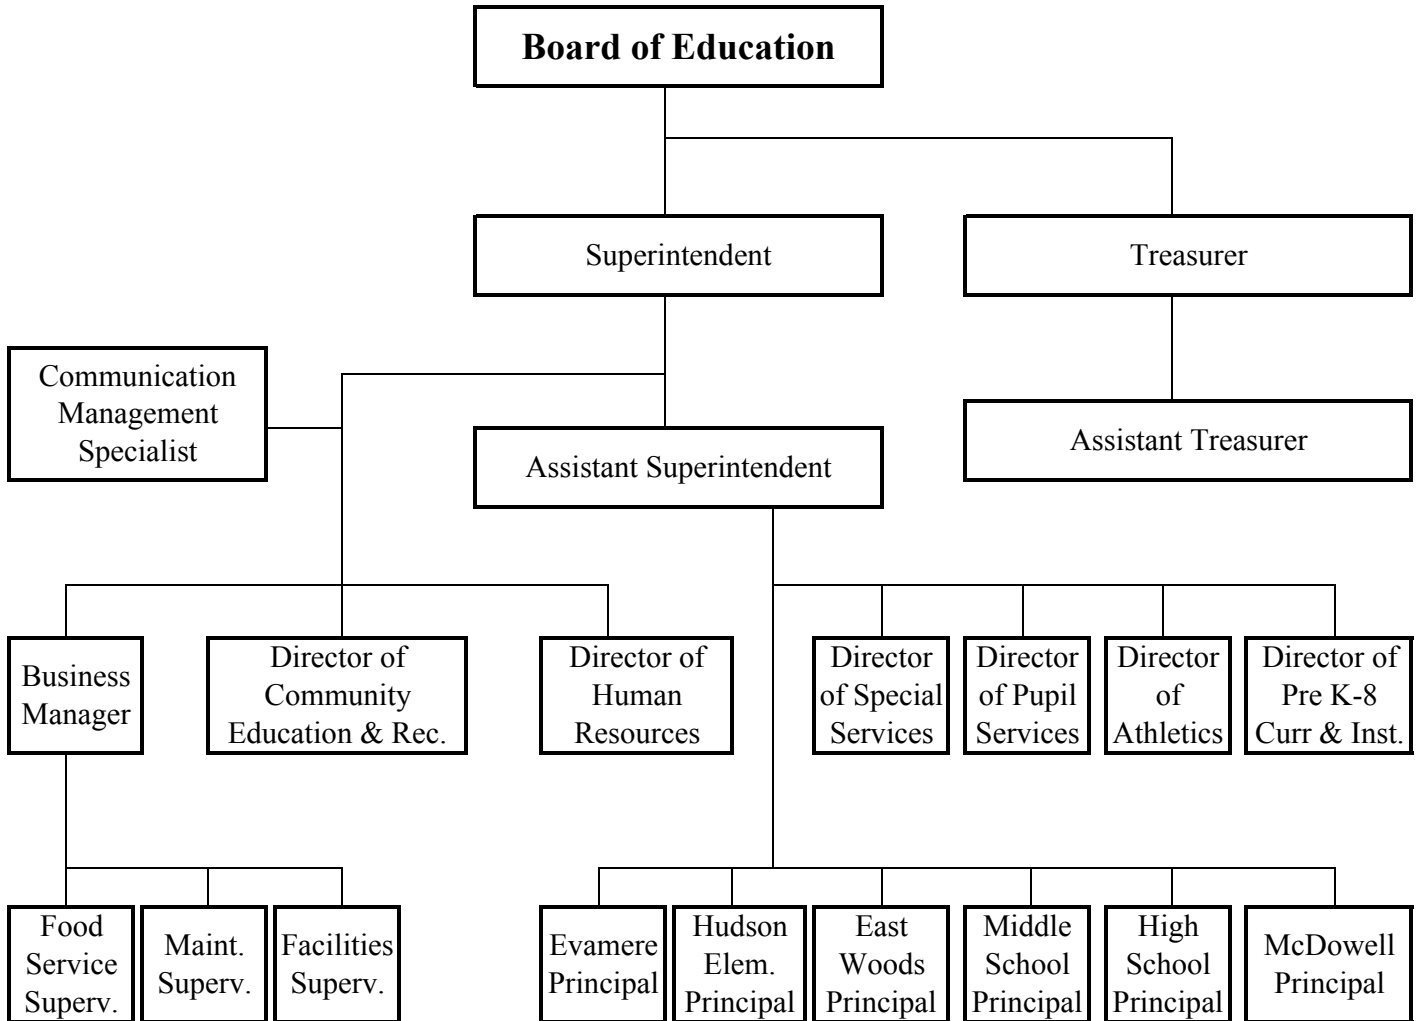 Board of Education
Superintendent
Treasurer
Communication
Management
Specialist
Assistant Superintendent
Assistant Treasurer
Business
Manager
Director of
Community
Education & Rec.
Director of
Human
Resources
Director
of Special
Services
Director
of Pupil
Services
Director
of
Athletics
Director of
Pre K-8
Curr & Inst.
Food
Service
Superv.
Maint.
Superv.
Facilities
Superv.
Evamere
Principal
Hudson
Elem.
Principal
East
Woods
Principal
Middle
School
Principal
High
School
Principal
McDowell
Principal